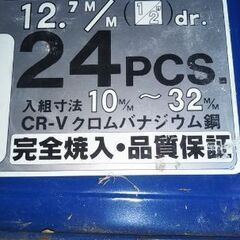 12.7M/M 1/2" dr.
24PCS.
入組寸法 10M/M〜32M/M
CR-Vクロムバナジウム鋼
完全焼入・品質保証